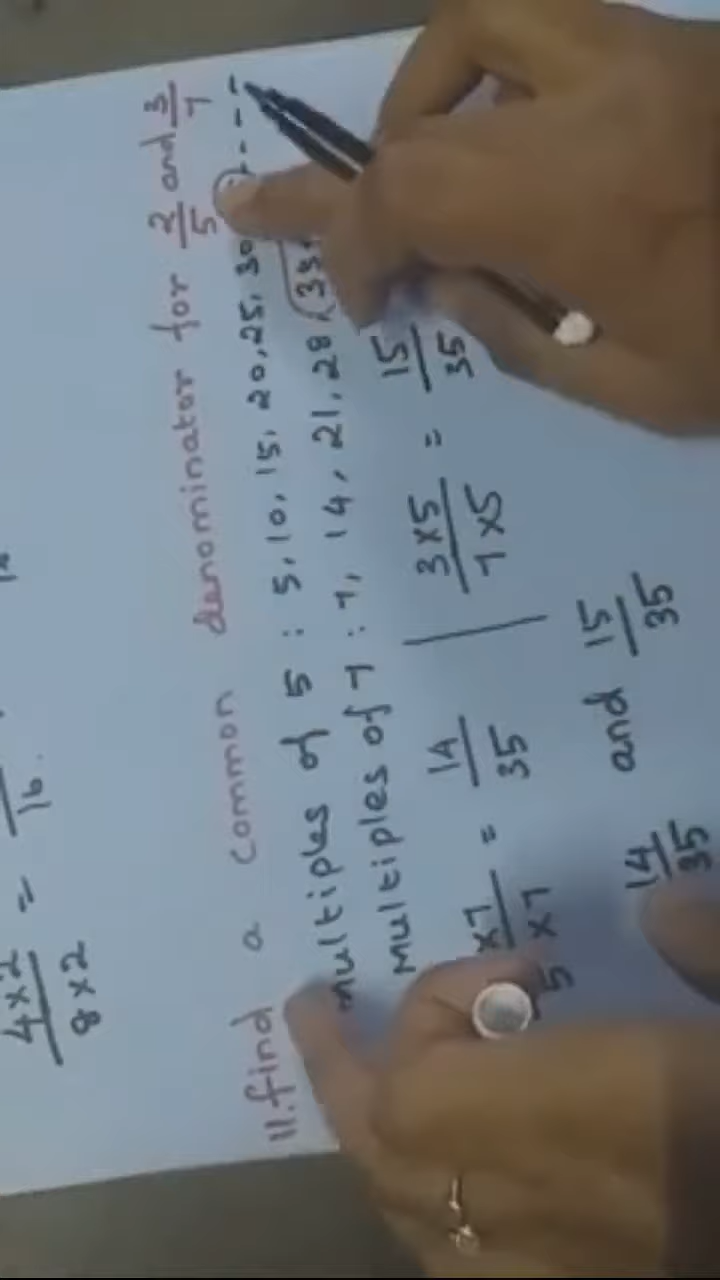 4×2/8×2 = /16.
11. find a common denominator for 2/5 and 3/7
Multiples of 5 : 5, 10, 15, 20, 25, 30
Multiples of 7 : 7, 14, 21, 28, 35
×7/5×7 = 14/35 | 3×5/7×5 = 15/35
14/35 and 15/35